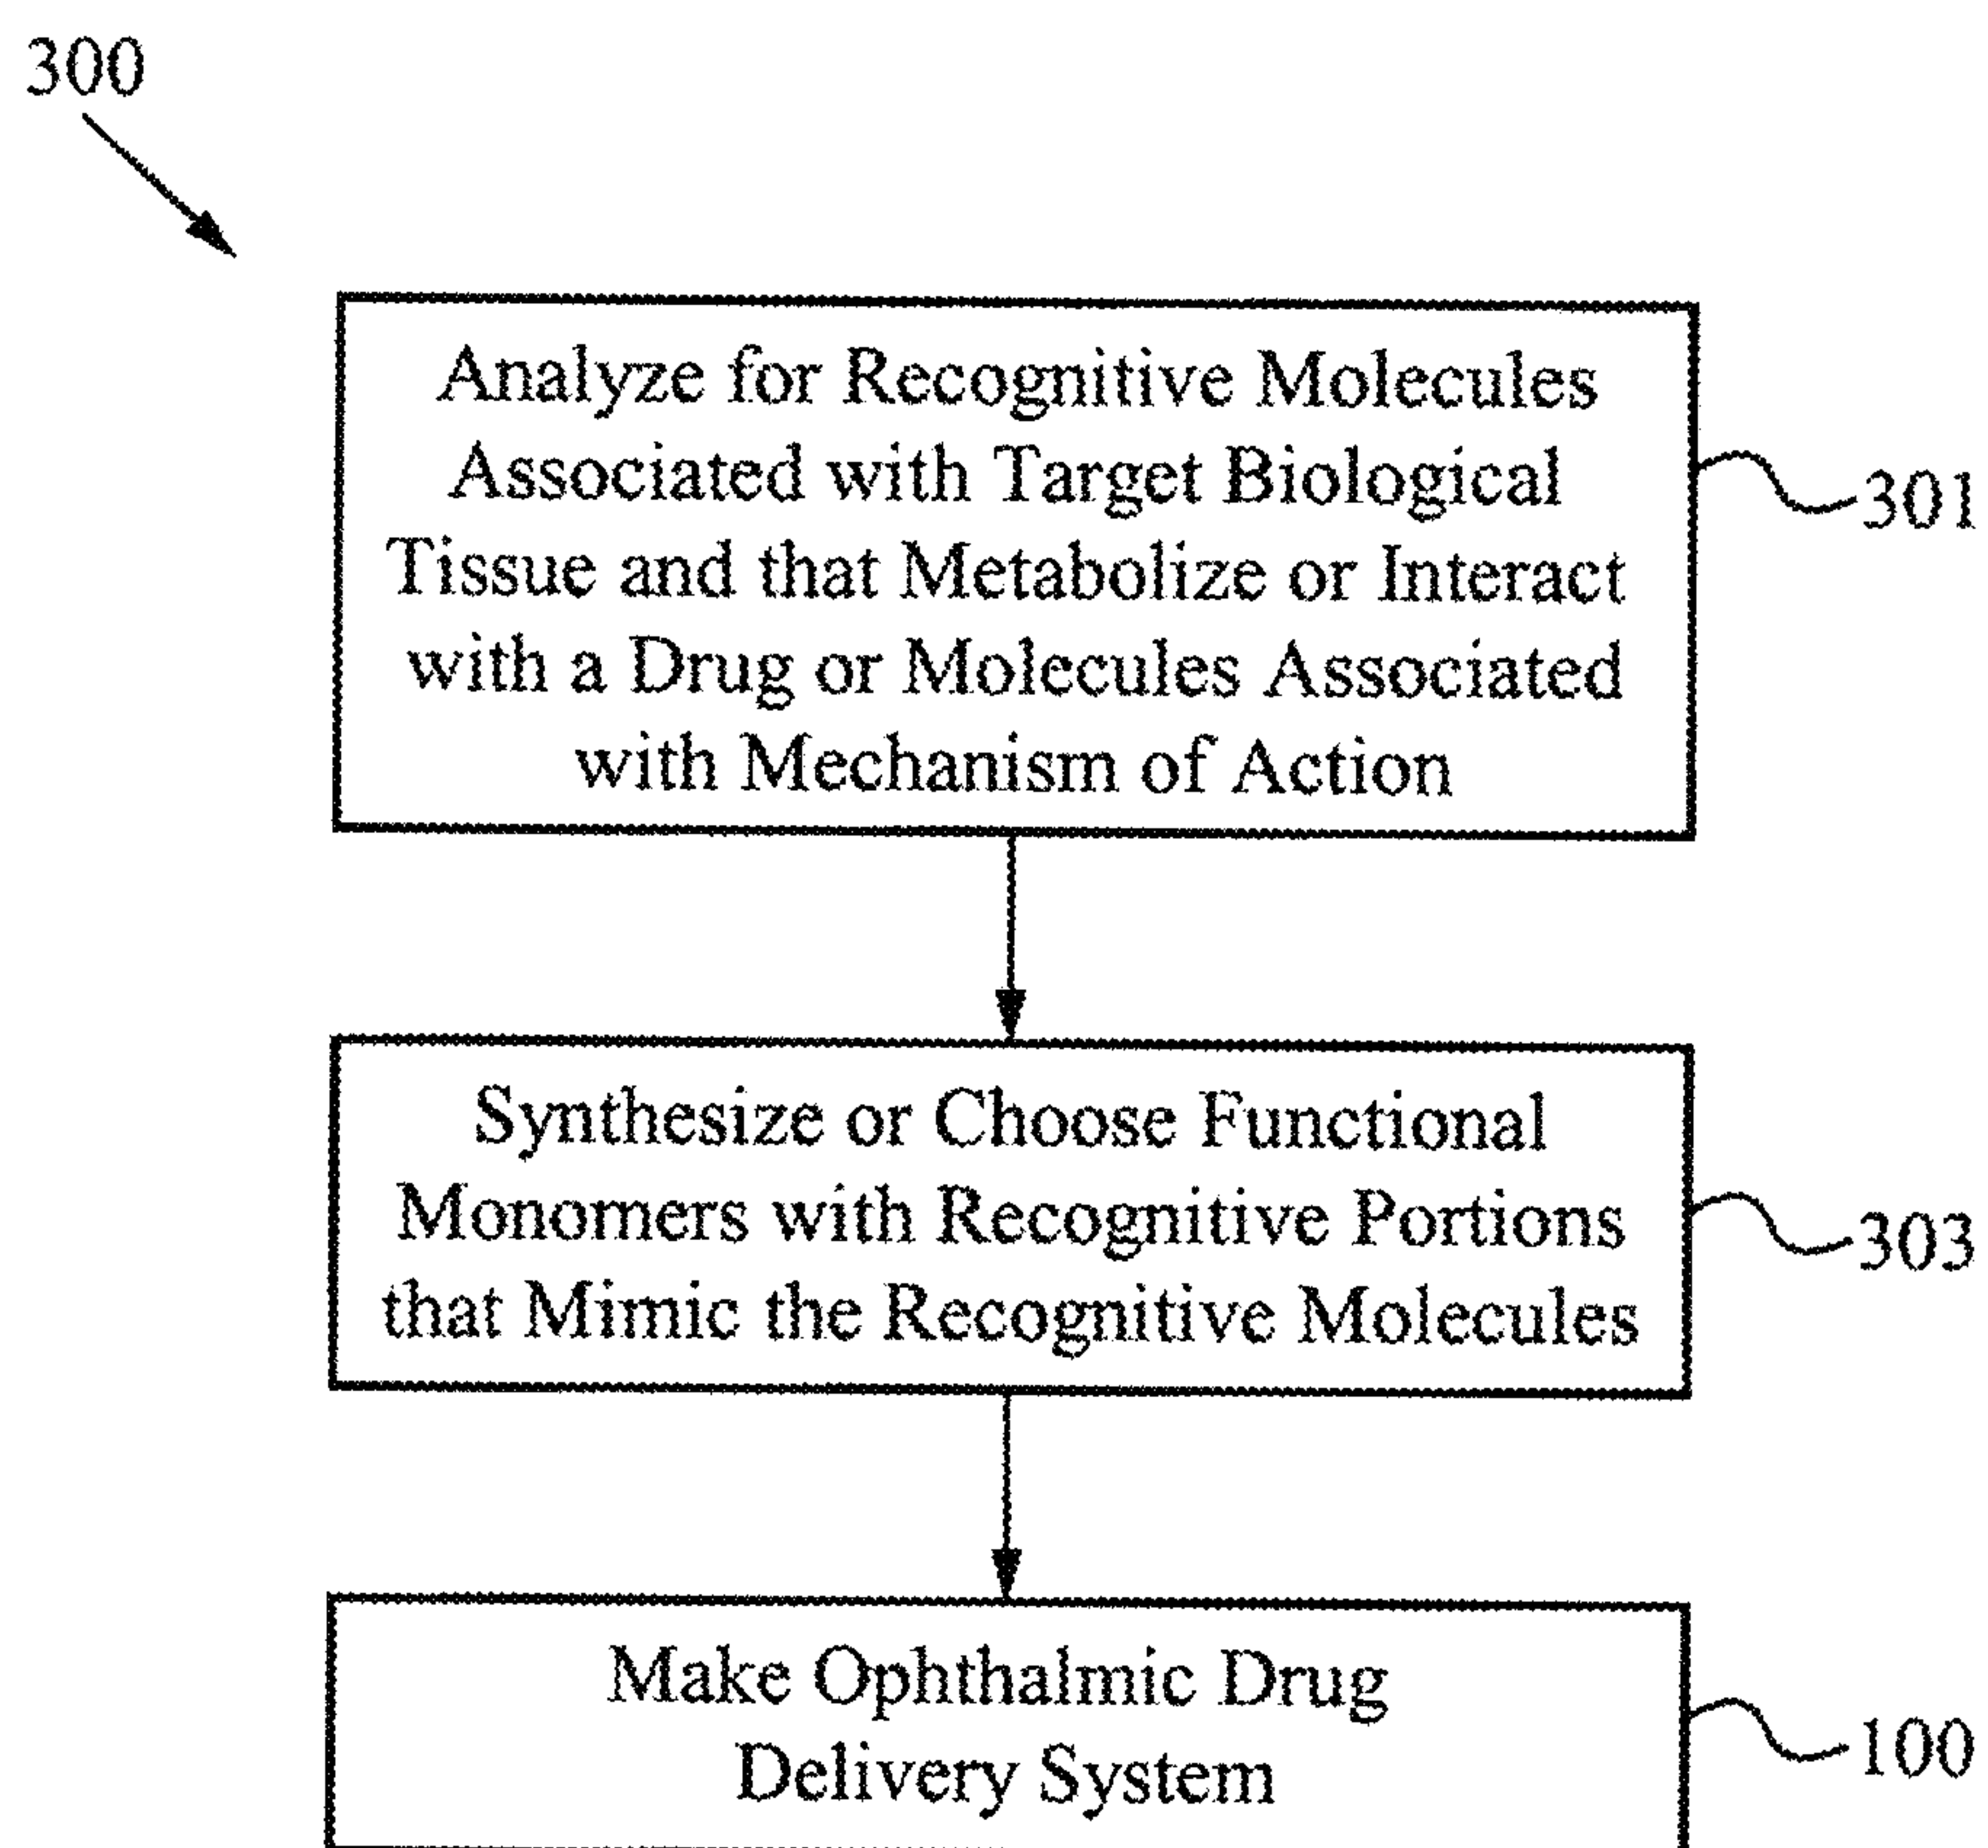 300
Analyze for Recognitive Molecules
Associated with Target Biological
Tissue and that Metabolize or Interact
with a Drug or Molecules Associated
with Mechanism of Action
301
Synthesize or Choose Functional
Monomers with Recognitive Portions
that Mimic the Recognitive Molecules
303
Make Ophthalmic Drug
Delivery System
100